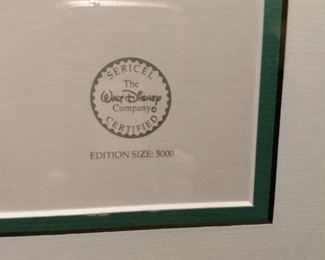 SERICEL
The
Walt Disney
Company©
CERTIFIED
EDITION SIZE: 5000